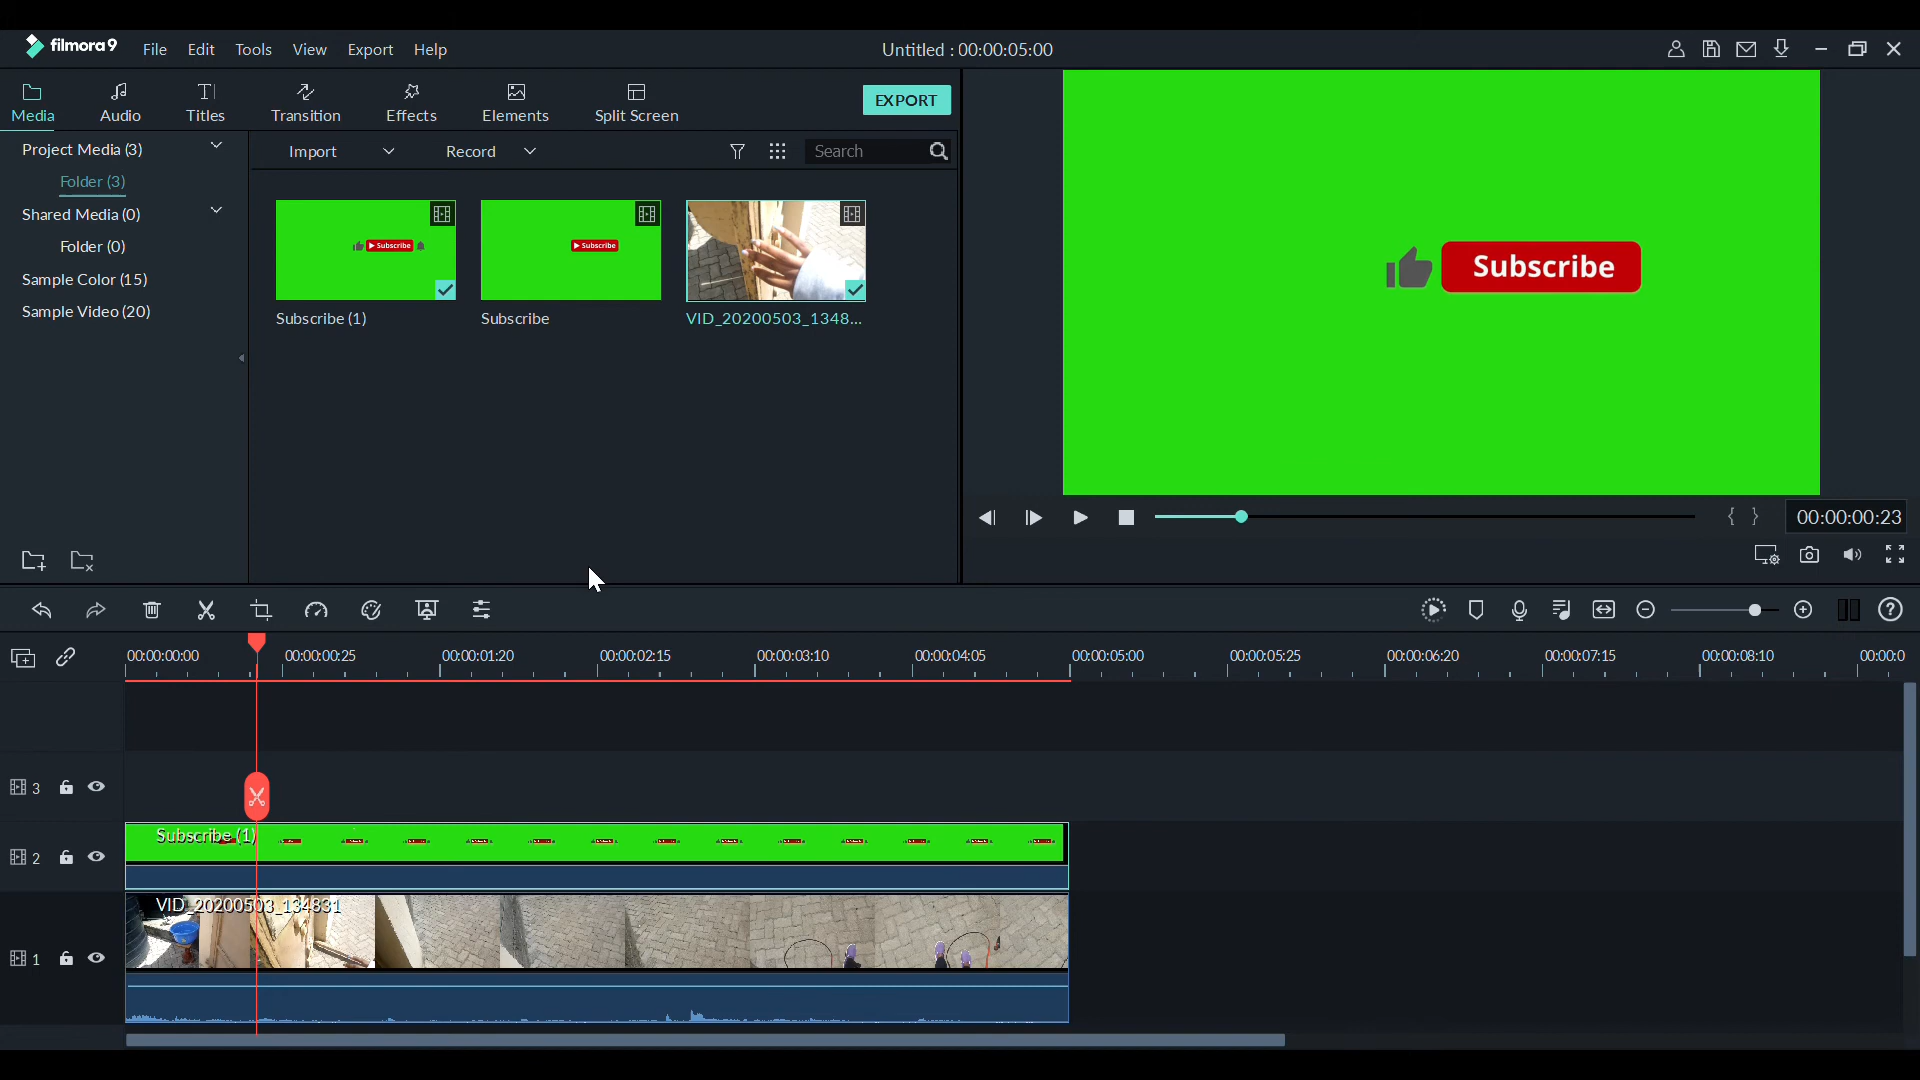 filmora9 File Edit Tools View Export Help Untitled : 00:00:05:00
Media Audio Titles Transition Effects Elements Split Screen EXPORT
Project Media (3)
Folder (3)
Shared Media (0)
Folder (0)
Sample Color (15)
Sample Video (20)
Import Record Search
Subscribe
Subscribe
Subscribe (1) Subscribe VID_20200503_1348...
Subscribe
00:00:00:23
00:00:00:00 00:00:00:25 00:00:01:20 00:00:02:15 00:00:03:10 00:00:04:05 00:00:05:00 00:00:05:25 00:00:06:20 00:00:07:15 00:00:08:10 00:00:0
3
Subscribe (1)
2
VID_20200503_134831
1